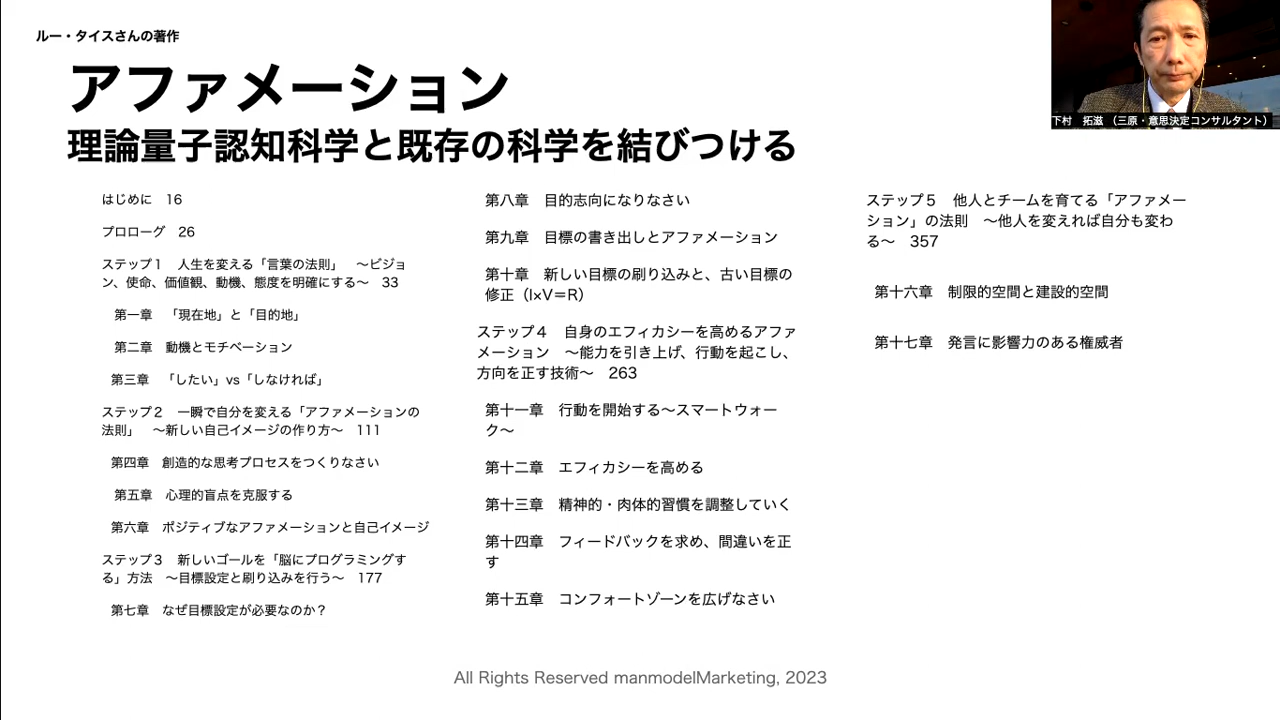 ルー・タイスさんの著作
アファメーション
理論量子認知科学と既存の科学を結びつける
下村　拓滋 （三原・意思決定コンサルタント）
はじめに　16
プロローグ　26
ステップ１　人生を変える「言葉の法則」　〜ビジョ
ン、使命、価値観、動機、態度を明確にする〜　33
第一章　「現在地」と「目的地」
第二章　動機とモチベーション
第三章　「したい」vs「しなければ」
ステップ２　一瞬で自分を変える「アファメーションの
法則」　〜新しい自己イメージの作り方〜　111
第四章　創造的な思考プロセスをつくりなさい
第五章　心理的盲点を克服する
第六章　ポジティブなアファメーションと自己イメージ
ステップ３　新しいゴールを「脳にプログラミングす
る」方法　〜目標設定と刷り込みを行う〜　177
第七章　なぜ目標設定が必要なのか？
第八章　目的志向になりなさい
第九章　目標の書き出しとアファメーション
第十章　新しい目標の刷り込みと、古い目標の
修正（I×V＝R）
ステップ４　自身のエフィカシーを高めるアファ
メーション　〜能力を引き上げ、行動を起こし、
方向を正す技術〜　263
第十一章　行動を開始する〜スマートウォー
ク〜
第十二章　エフィカシーを高める
第十三章　精神的・肉体的習慣を調整していく
第十四章　フィードバックを求め、間違いを正
す
第十五章　コンフォートゾーンを広げなさい
ステップ５　他人とチームを育てる「アファメー
ション」の法則　〜他人を変えれば自分も変わ
る〜　357
第十六章　制限的空間と建設的空間
第十七章　発言に影響力のある権威者
All Rights Reserved manmodelMarketing, 2023